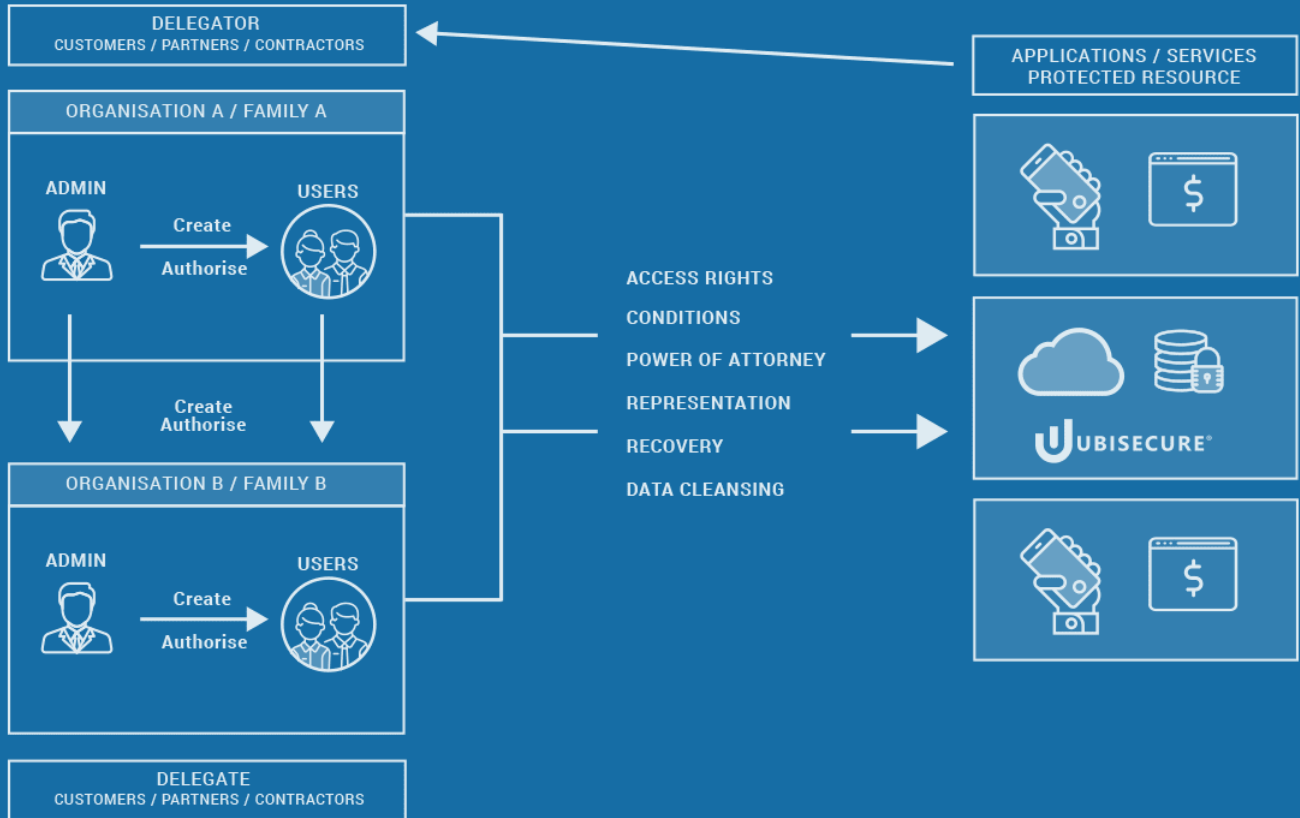 DELEGATOR
CUSTOMERS / PARTNERS / CONTRACTORS
ORGANISATION A / FAMILY A
ADMIN
Create
Authorise
USERS
Create
Authorise
ORGANISATION B / FAMILY B
ADMIN
Create
Authorise
USERS
DELEGATE
CUSTOMERS / PARTNERS / CONTRACTORS
ACCESS RIGHTS
CONDITIONS
POWER OF ATTORNEY
REPRESENTATION
RECOVERY
DATA CLEANSING
APPLICATIONS / SERVICES
PROTECTED RESOURCE
$
UBISECURE®
$